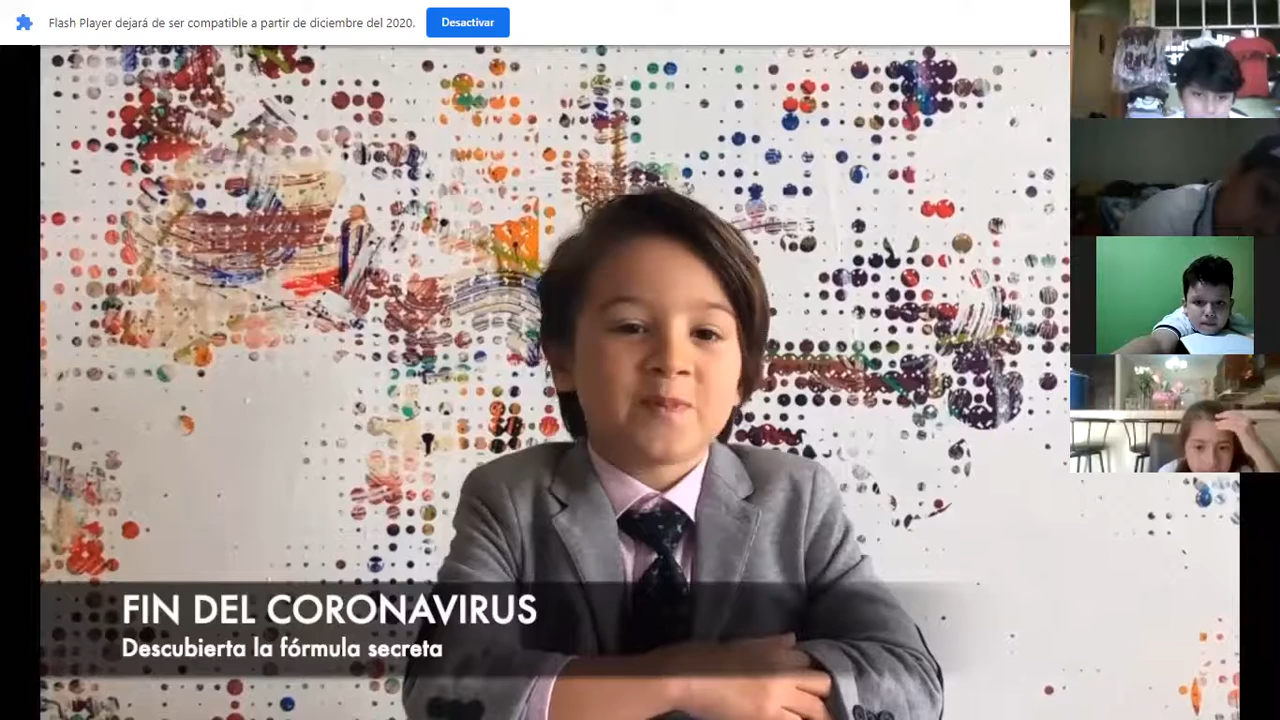 Flash Player dejará de ser compatible a partir de diciembre del 2020.
Desactivar
FIN DEL CORONAVIRUS
Descubierta la fórmula secreta